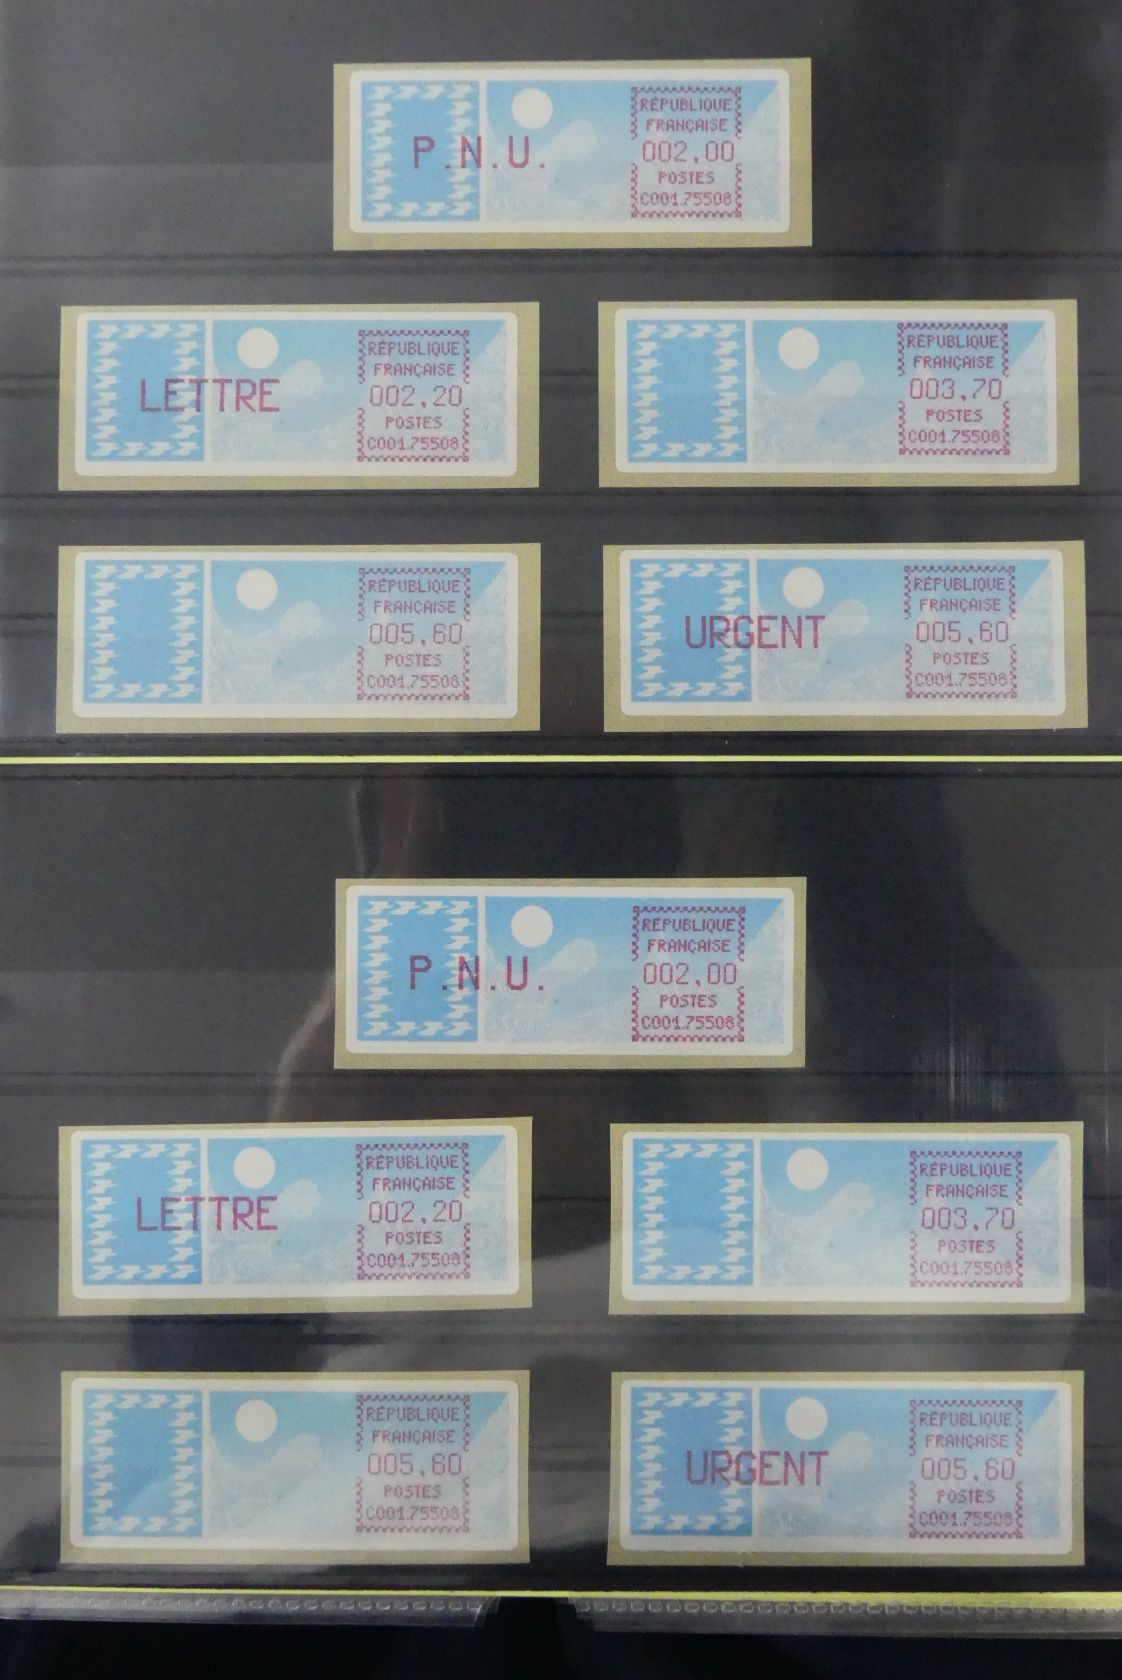 P.N.U.
RÉPUBLIQUE
FRANÇAISE
002,00
POSTES
C001.75508
LETTRE
RÉPUBLIQUE
FRANÇAISE
002,20
POSTES
C001.75508
RÉPUBLIQUE
FRANÇAISE
003,70
POSTES
C001.75508
RÉPUBLIQUE
FRANÇAISE
005,60
POSTES
C001.75508
URGENT
RÉPUBLIQUE
FRANÇAISE
005,60
POSTES
C001.75508
P.N.U.
RÉPUBLIQUE
FRANÇAISE
002,00
POSTES
C001.75508
LETTRE
RÉPUBLIQUE
FRANÇAISE
002,20
POSTES
C001.75508
RÉPUBLIQUE
FRANÇAISE
003,70
POSTES
C001.75508
RÉPUBLIQUE
FRANÇAISE
005,60
POSTES
C001.75508
URGENT
RÉPUBLIQUE
FRANÇAISE
005,60
POSTES
C001.75508